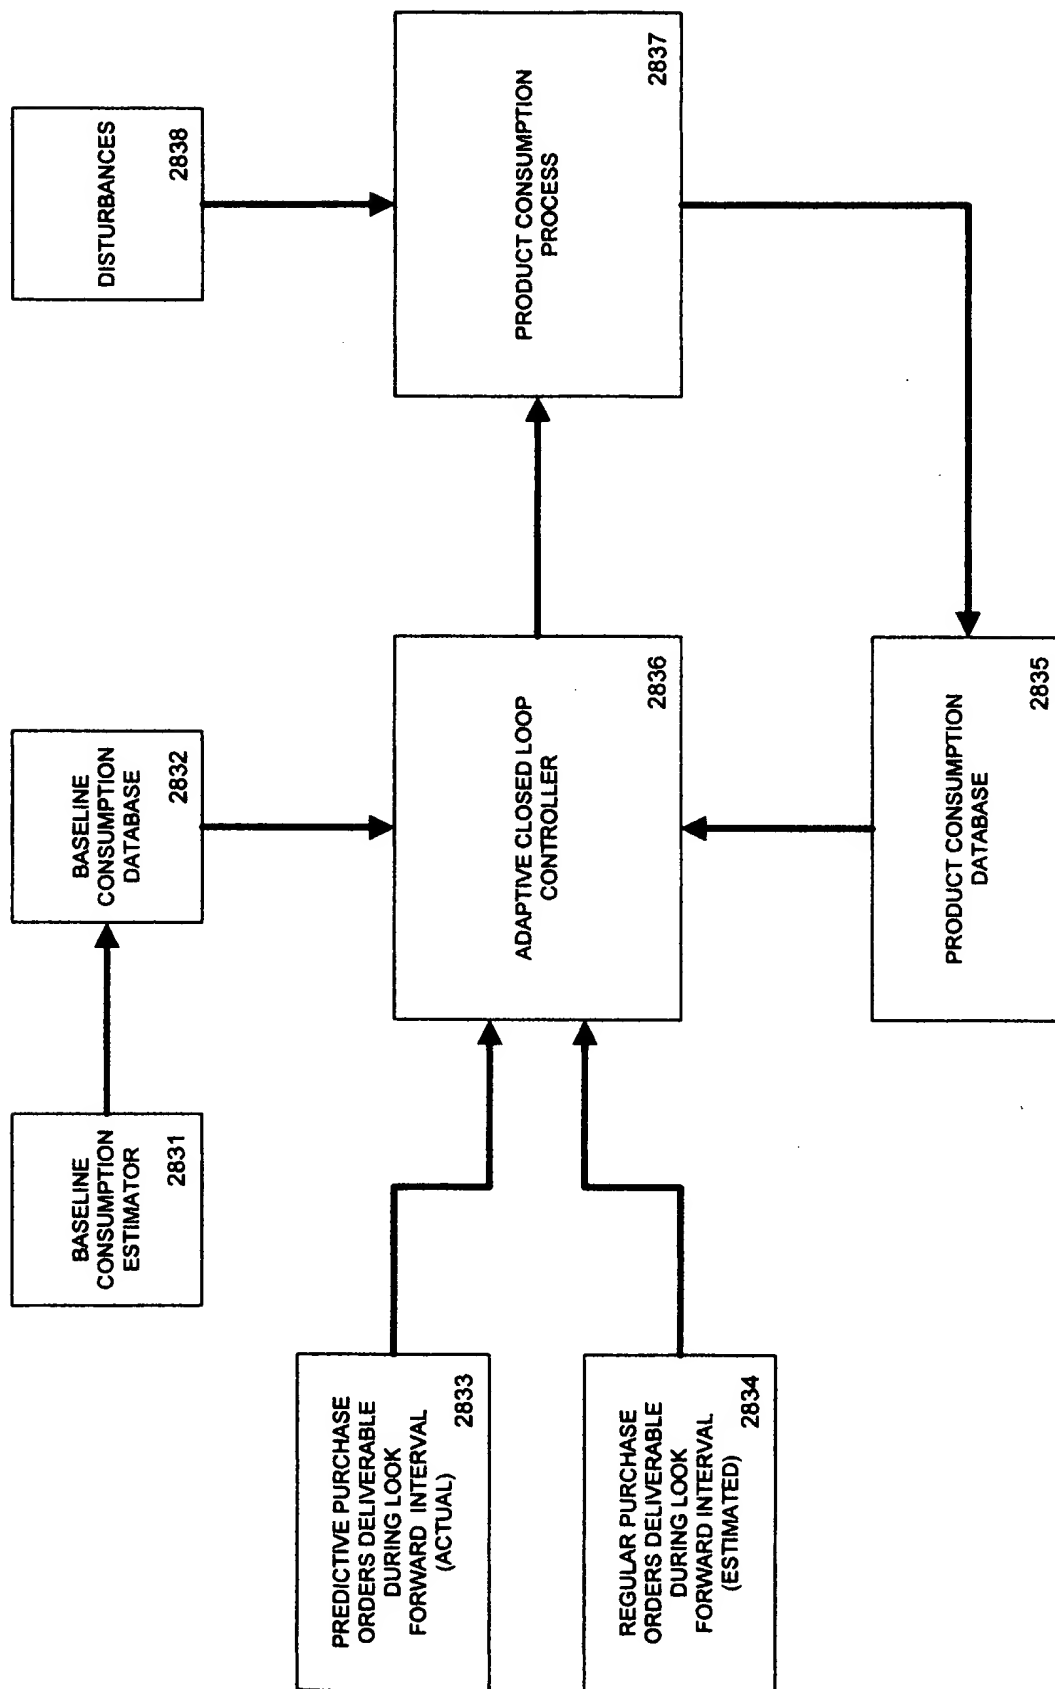 BASELINE
CONSUMPTION
ESTIMATOR
2831
BASELINE
CONSUMPTION
DATABASE
2832
DISTURBANCES
2838
PREDICTIVE PURCHASE
ORDERS DELIVERABLE
DURING LOOK
FORWARD INTERVAL
(ACTUAL)
2833
REGULAR PURCHASE
ORDERS DELIVERABLE
DURING LOOK
FORWARD INTERVAL
(ESTIMATED)
2834
ADAPTIVE CLOSED LOOP
CONTROLLER
2836
PRODUCT CONSUMPTION
PROCESS
2837
PRODUCT CONSUMPTION
DATABASE
2835